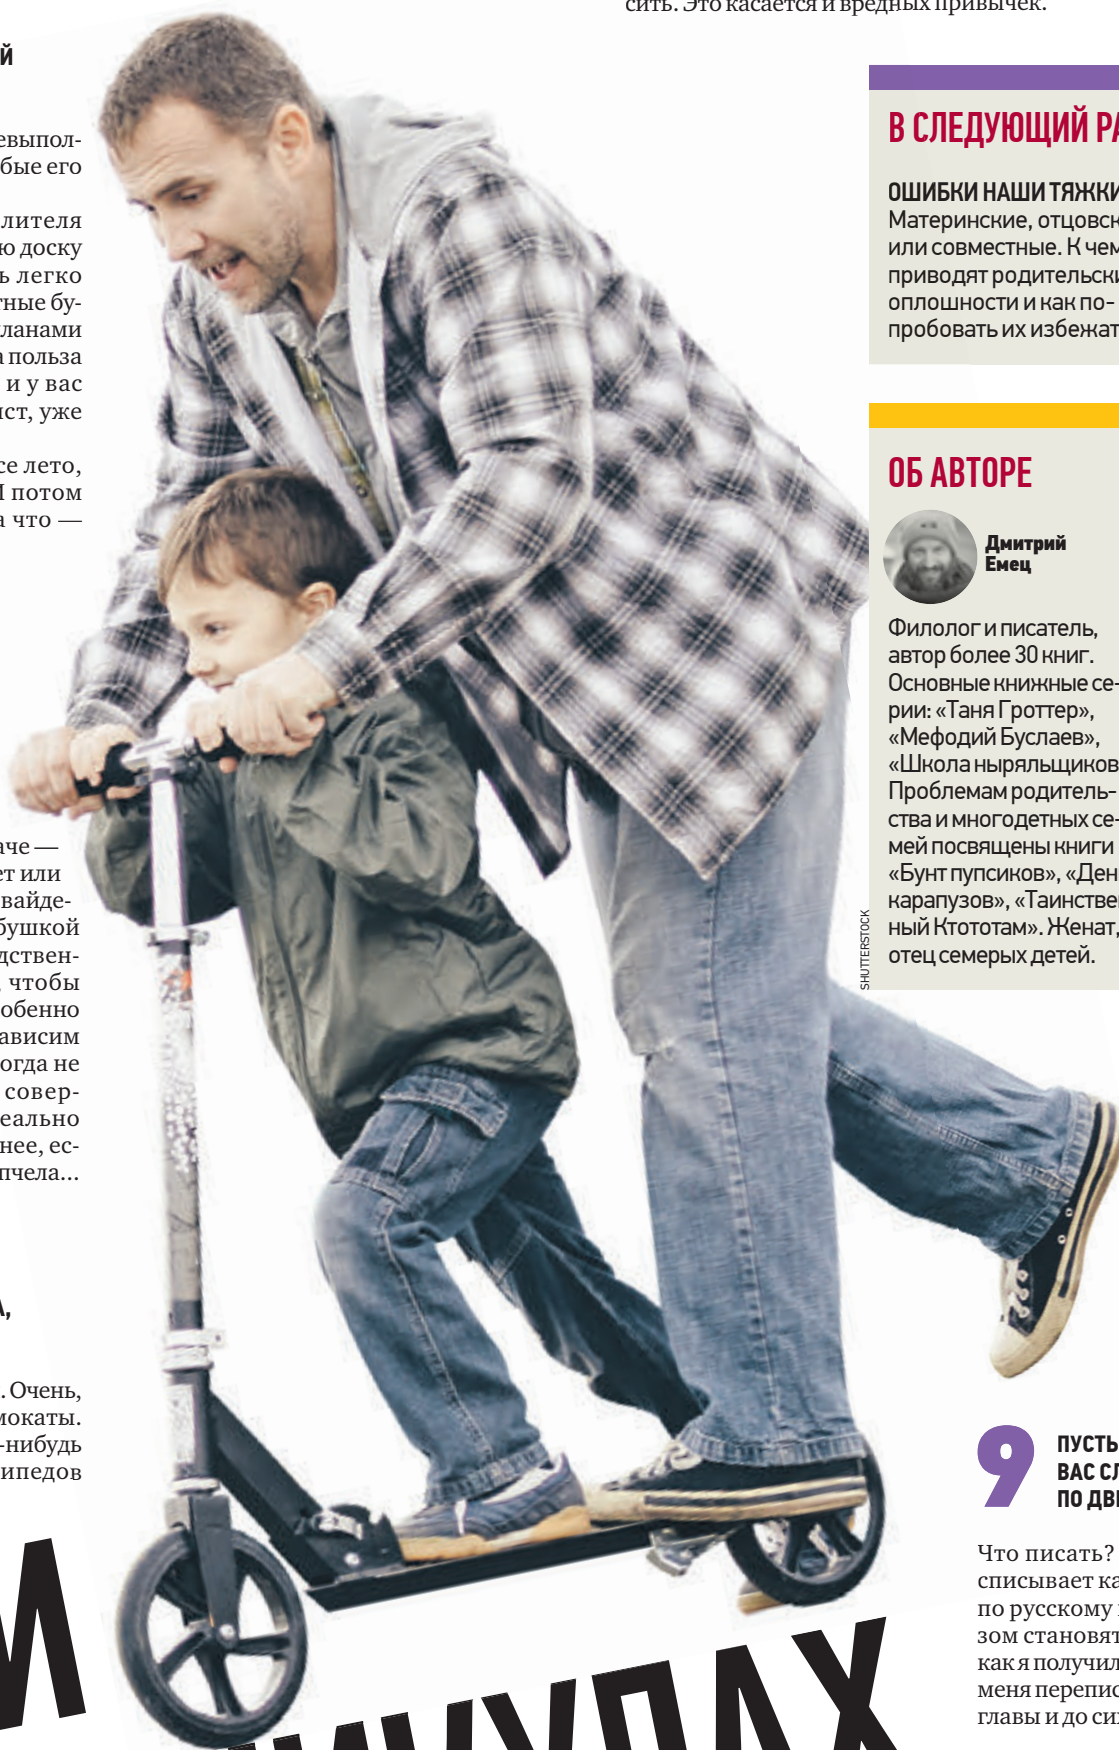 сить. Это касается и вредных привычек.
й
евыпол-
бые его
лителя
ю доску
ь легко
тные бу-
ланами
а польза
и у вас
ист, уже
се лето,
И потом
а что —
аче —
ет или
вайде-
бушкой
дствен-
, чтобы
обенно
ависим
огда не
совер-
еально
нее, ес-
пчела...
А,
. Очень,
мокаты.
-нибудь
ипедов
И
ИКУЛАХ
В СЛЕДУЮЩИЙ РА
ОШИБКИ НАШИ ТЯЖКИ
Материнские, отцовск
или совместные. К чем
приводят родительски
оплошности и как по-
пробовать их избежат
ОБ АВТОРЕ
Дмитрий
Емец
Филолог и писатель,
автор более 30 книг.
Основные книжные се-
рии: «Таня Гроттер»,
«Мефодий Буслаев»,
«Школа ныряльщиков
Проблемам родитель-
ства и многодетных се-
мей посвящены книги
«Бунт пупсиков», «Ден
карапузов», «Таинстве
ный Ктототам». Женат,
отец семерых детей.
SHUTTERSTOCK
9
ПУСТЬ
ВАС СЛ
ПО ДВ
Что писать?
списывает ка
по русскому
зом становят
как я получил
меня перепис
главы и до си